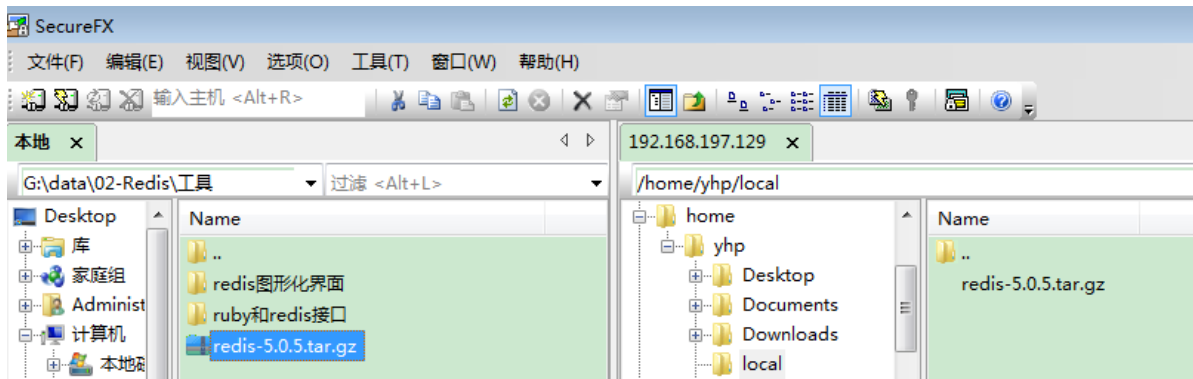 SecureFX
文件(F) 编辑(E) 视图(V) 选项(O) 工具(T) 窗口(W) 帮助(H)
输入主机 <Alt+R>
本地
G:\data\02-Redis\工具
过滤 <Alt+L>
Desktop
库
家庭组
Administ
计算机
本地
Name
..
redis图形化界面
ruby和redis接口
redis-5.0.5.tar.gz
192.168.197.129
/home/yhp/local
home
yhp
Desktop
Documents
Downloads
local
Name
..
redis-5.0.5.tar.gz